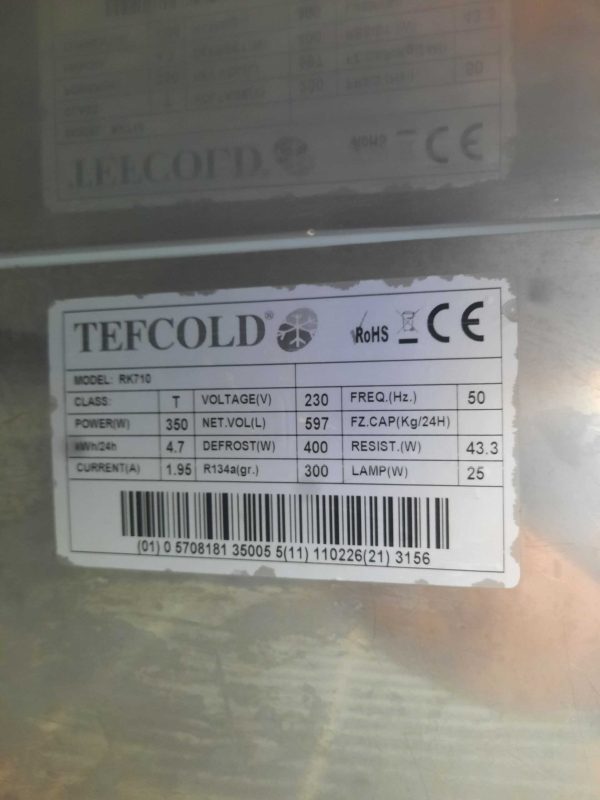 TEFCOLD® RoHS CE
MODEL: RK710
CLASS: T VOLTAGE(V) 230 FREQ.(Hz.) 50
POWER(W) 350 NET.VOL(L) 597 FZ.CAP(Kg/24H)
kWh/24h 4.7 DEFROST(W) 400 RESIST.(W) 43.3
CURRENT(A) 1.95 R134a(gr.) 300 LAMP(W) 25
(01) 0 5708181 35005 5(11) 110226(21) 3156